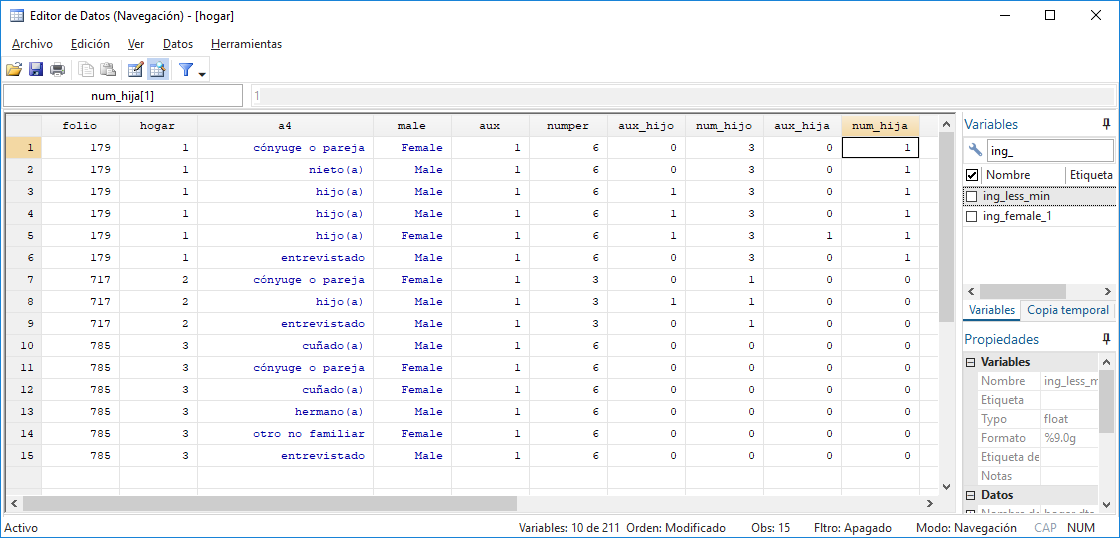 Editor de Datos (Navegación) - [hogar]
Archivo Edición Ver Datos Herramientas
num_hija[1] 1
folio hogar a4 male aux numper aux_hijo num_hijo aux_hija num_hija
1 179 1 cónyuge o pareja Female 1 6 0 3 0 1
2 179 1 nieto(a) Male 1 6 0 3 0 1
3 179 1 hijo(a) Male 1 6 1 3 0 1
4 179 1 hijo(a) Male 1 6 1 3 0 1
5 179 1 hijo(a) Female 1 6 1 3 1 1
6 179 1 entrevistado Male 1 6 0 3 0 1
7 717 2 cónyuge o pareja Female 1 3 0 1 0 0
8 717 2 hijo(a) Male 1 3 1 1 0 0
9 717 2 entrevistado Male 1 3 0 1 0 0
10 785 3 cuñado(a) Male 1 6 0 0 0 0
11 785 3 cónyuge o pareja Female 1 6 0 0 0 0
12 785 3 cuñado(a) Female 1 6 0 0 0 0
13 785 3 hermano(a) Male 1 6 0 0 0 0
14 785 3 otro no familiar Female 1 6 0 0 0 0
15 785 3 entrevistado Male 1 6 0 0 0 0
Variables
ing_
Nombre Etiqueta
ing_less_min
ing_female_1
Variables Copia temporal
Propiedades
Variables
Nombre ing_less_m
Etiqueta
Typo float
Formato %9.0g
Etiqueta de
Notas
Datos
Activo Variables: 10 de 211 Orden: Modificado Obs: 15 Fltro: Apagado Modo: Navegación CAP NUM